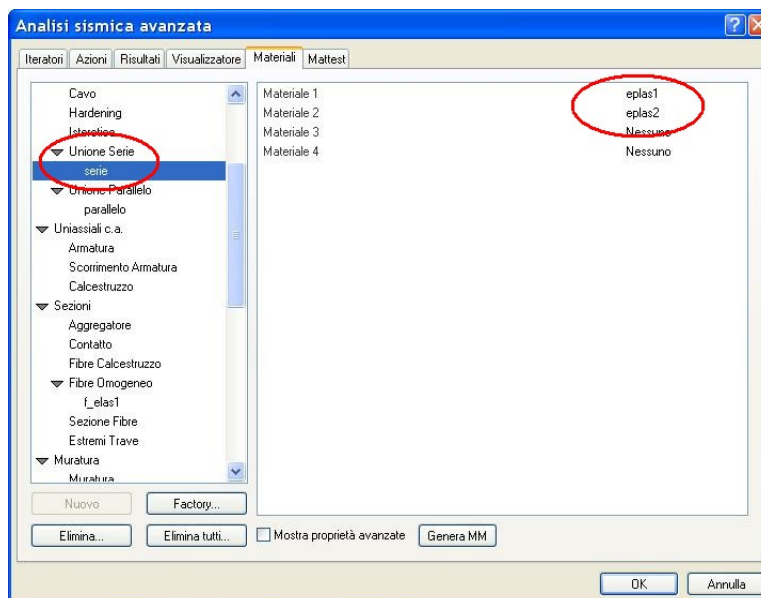 Analisi sismica avanzata
Iteratori Azioni Risultati Visualizzatore Materiali Mattest
Cavo
Hardening
Isteretico
Unione Serie
serie
Unione Parallelo
parallelo
Uniassiali c.a.
Armatura
Scorrimento Armatura
Calcestruzzo
Sezioni
Aggregatore
Contatto
Fibre Calcestruzzo
Fibre Omogeneo
f_elas1
Sezione Fibre
Estremi Trave
Muratura
Muratura
Materiale 1 eplas1
Materiale 2 eplas2
Materiale 3 Nessuno
Materiale 4 Nessuno
Nuovo Factory...
Elimina... Elimina tutti... Mostra proprietà avanzate Genera MM
OK Annulla